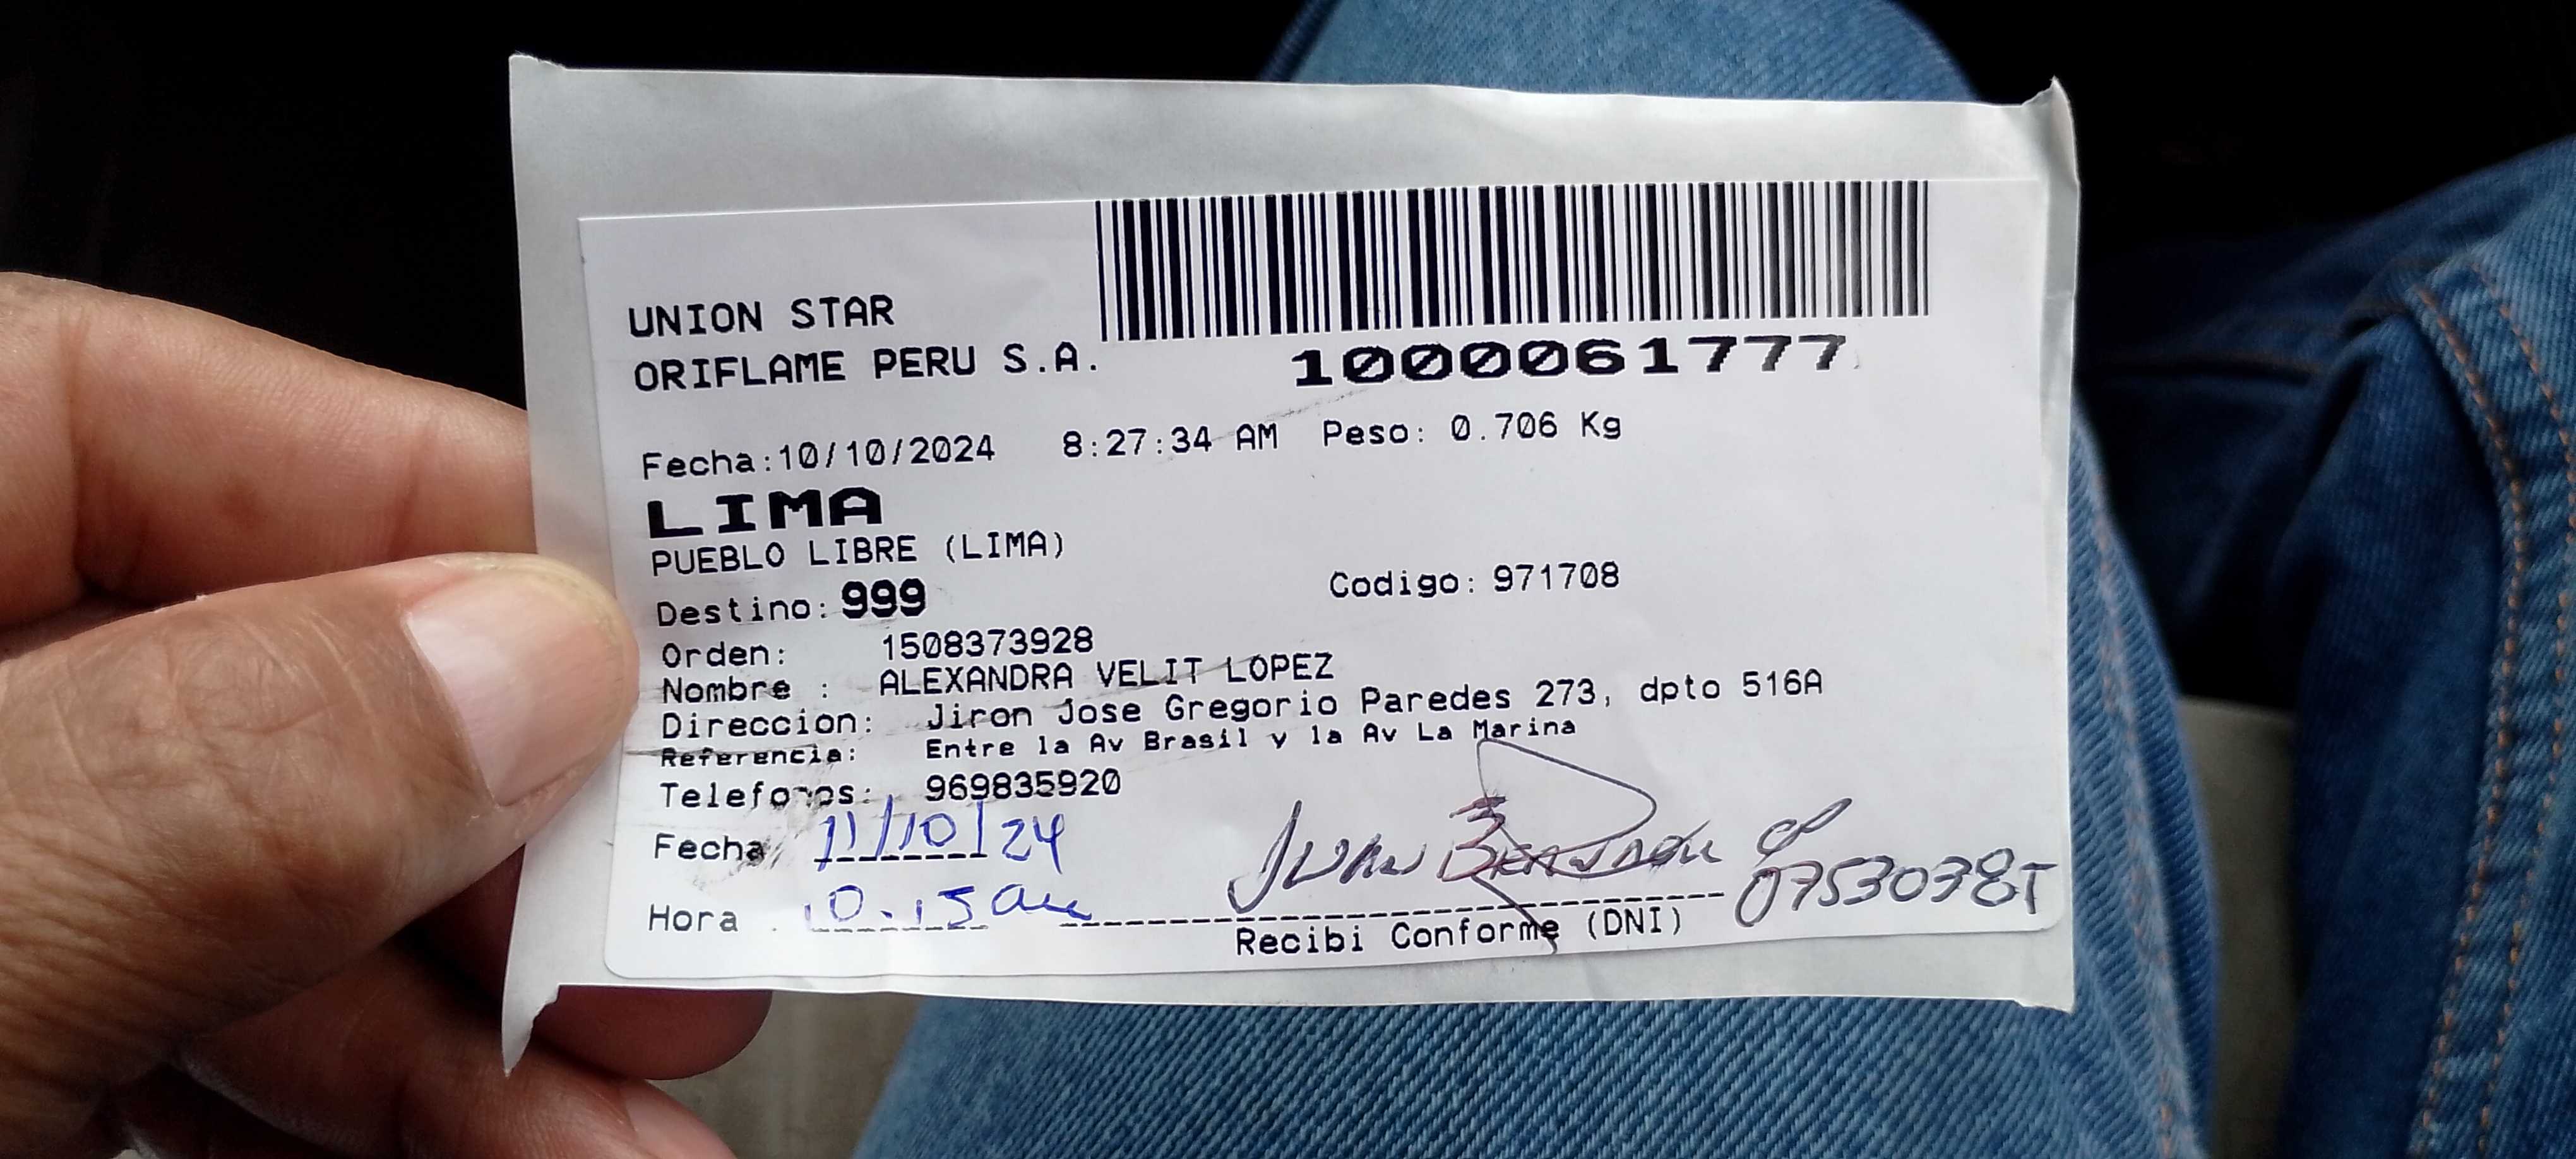 UNION STAR
ORIFLAME PERU S.A.
1000061777
Fecha:10/10/2024 8:27:34 AM Peso: 0.706 Kg
LIMA
PUEBLO LIBRE (LIMA)
Destino: 999 Codigo: 971708
Orden: 1508373928
Nombre : ALEXANDRA VELIT LOPEZ
Direccion: Jiron Jose Gregorio Paredes 273, dpto 516A
Referencia: Entre la Av Brasil y la Av La Marina
Telefonos: 969835920
Fecha 11/10/24
Juan
Hora 10.15 am
Recibi Conforme (DNI)